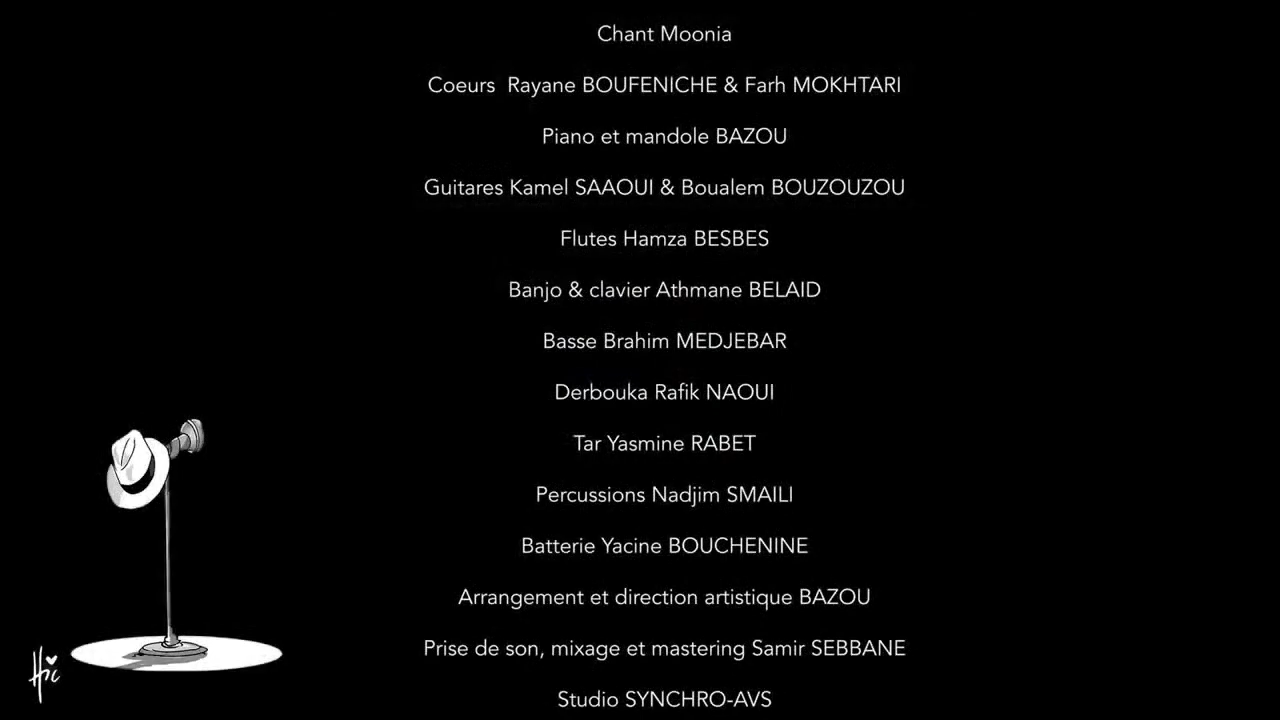 Chant Moonia
Coeurs Rayane BOUFENICHE & Farh MOKHTARI
Piano et mandole BAZOU
Guitares Kamel SAAOUI & Boualem BOUZOUZOU
Flutes Hamza BESBES
Banjo & clavier Athmane BELAID
Basse Brahim MEDJEBAR
Derbouka Rafik NAOUI
Tar Yasmine RABET
Percussions Nadjim SMAILI
Batterie Yacine BOUCHENINE
Arrangement et direction artistique BAZOU
Prise de son, mixage et mastering Samir SEBBANE
Studio SYNCHRO-AVS
Hic